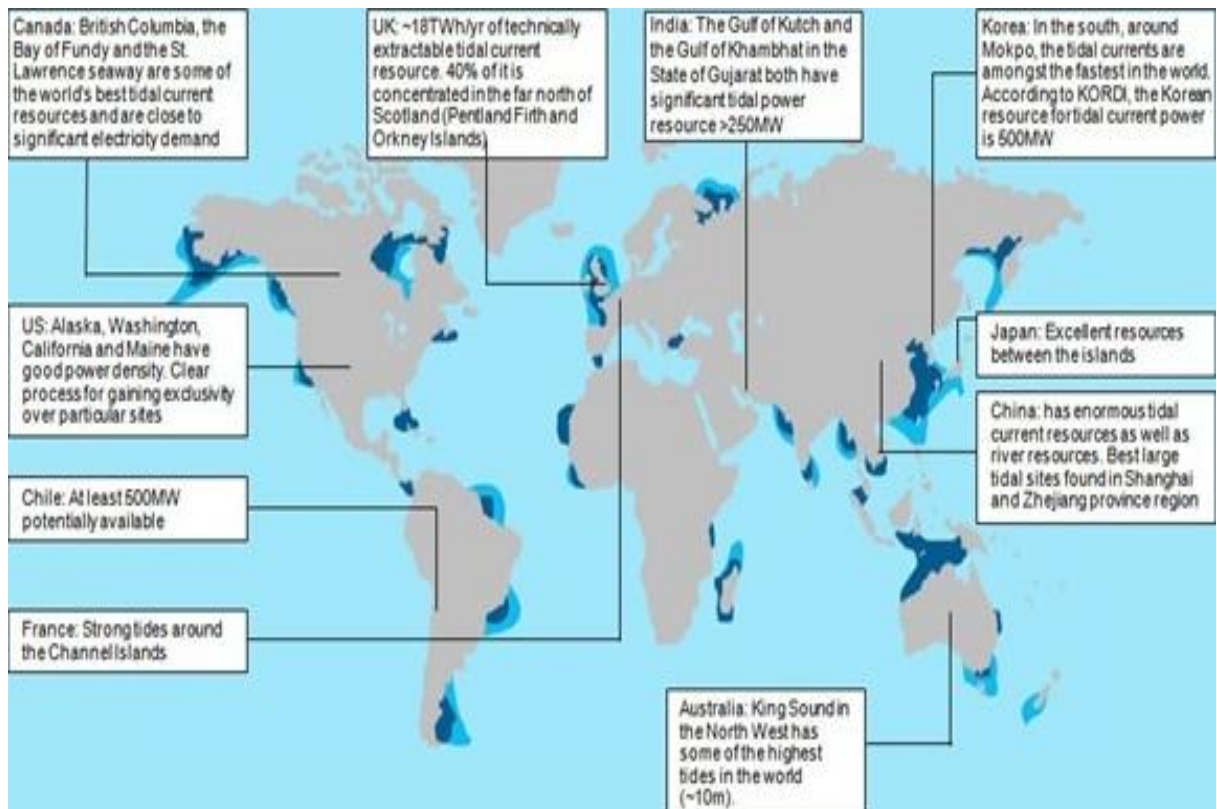 Canada: British Columbia, the
Bay of Fundy and the St.
Lawrence seaway are some of
the world's best tidal current
resources and are close to
significant electricity demand
UK: ~18TWh/yr of technically
extractable tidal current
resource. 40% of it is
concentrated in the far north of
Scotland (Pentland Firth and
Orkney Islands)
India: The Gulf of Kutch and
the Gulf of Khambhat in the
State of Gujarat both have
significant tidal power
resource >250MW
Korea: In the south, around
Mokpo, the tidal currents are
amongst the fastest in the world.
According to KORDI, the Korean
resource for tidal current power
is 500MW
US: Alaska, Washington,
California and Maine have
good power density. Clear
process for gaining exclusivity
over particular sites
Japan: Excellent resources
between the islands
China: has enormous tidal
current resources as well as
river resources. Best large
tidal sites found in Shanghai
and Zhejiang province region
Chile: At least 500MW
potentially available
France: Strong tides around
the Channel Islands
Australia: King Sound in
the North West has
some of the highest
tides in the world
(~10m).